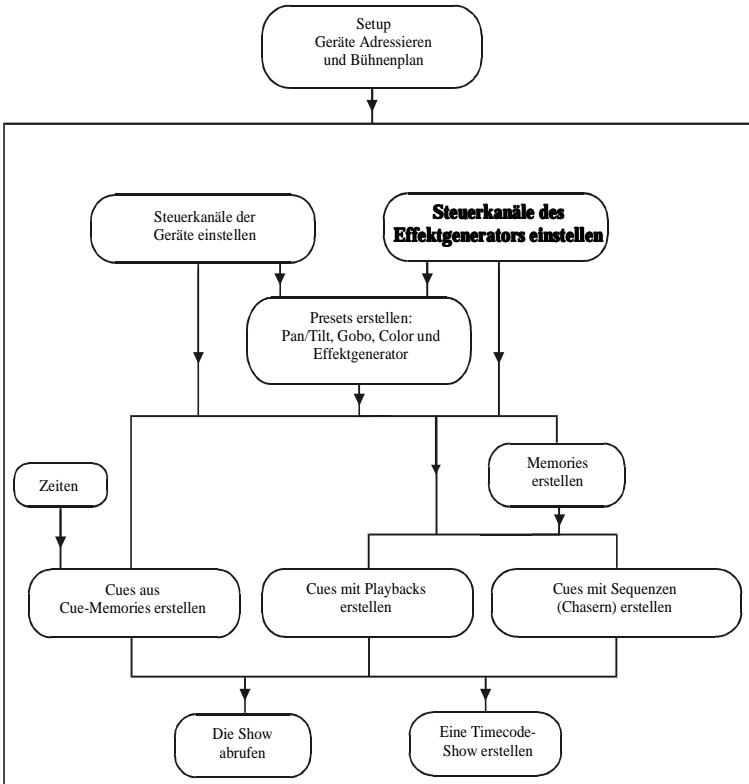 Setup
Geräte Adressieren
und Bühnenplan
Steuerkanäle der
Geräte einstellen
Steuerkanäle des
Effektgenerators einstellen
Presets erstellen:
Pan/Tilt, Gobo, Color und
Effektgenerator
Memories
erstellen
Zeiten
Cues aus
Cue-Memories erstellen
Cues mit Playbacks
erstellen
Cues mit Sequenzen
(Chasern) erstellen
Die Show
abrufen
Eine Timecode-
Show erstellen